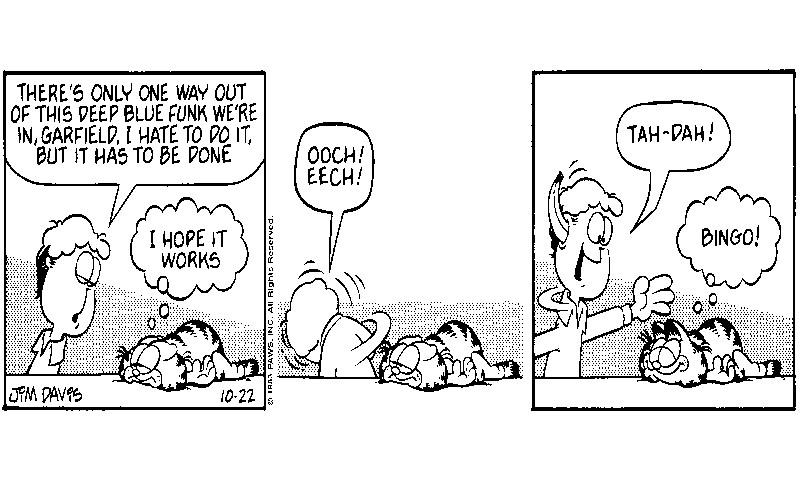 THERE'S ONLY ONE WAY OUT
OF THIS DEEP BLUE FUNK WE'RE
IN, GARFIELD. I HATE TO DO IT,
BUT IT HAS TO BE DONE
I HOPE IT
WORKS
JIM DAVIS
10-22
OOCH!
EECH!
PAWS, INC. All Rights Reserved.
TAH-DAH!
BINGO!